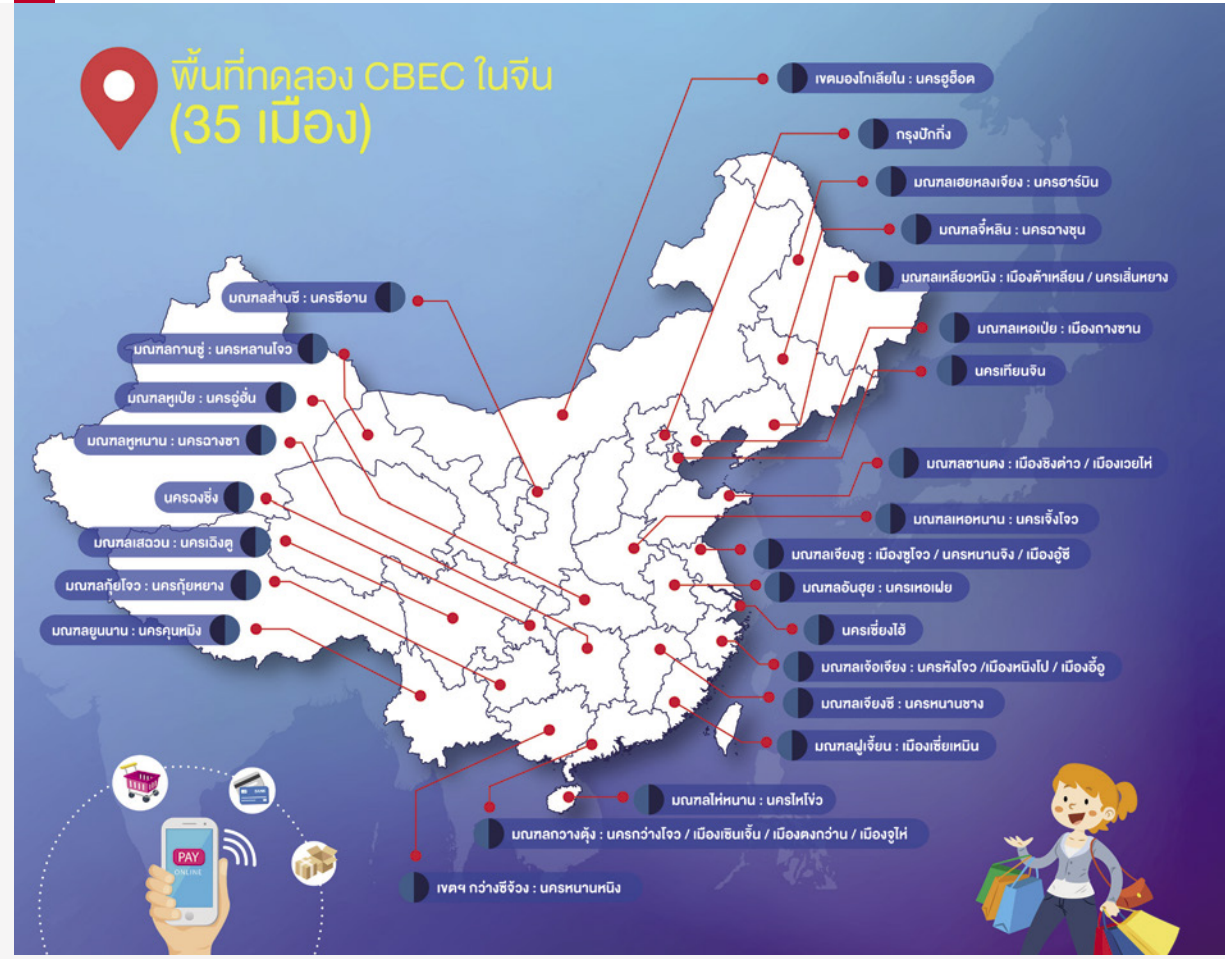 พื้นที่ทดลอง CBEC ในจีน
(35 เมือง)
เขตมองโกเลียใน : นครฮูฮ็อต
กรุงปักกิ่ง
มณฑลเฮยหลงเจียง : นครฮาร์บิน
มณฑลจี๋หลิน : นครฉางชุน
มณฑลเหลียวหนิง : เมืองต้าเหลียน / นครเสิ่นหยาง
มณฑลเหอเป่ย : เมืองถางซาน
นครเทียนจิน
มณฑลซานตง : เมืองชิงต่าว / เมืองเวยไห่
มณฑลเหอหนาน : นครเจิ้งโจว
มณฑลเจียงซู : เมืองซูโจว / นครหนานจิง / เมืองอู๋ซี
มณฑลอันฮุย : นครเหอเฝย
นครเซี่ยงไฮ้
มณฑลเจ้อเจียง : นครหังโจว /เมืองหนิงโป / เมืองอี้อู
มณฑลเจียงซี : นครหนานชาง
มณฑลฝูเจี้ยน : เมืองเซี่ยเหมิน
มณฑลไห่หนาน : นครไหโข่ว
มณฑลกวางตุ้ง : นครกว่างโจว / เมืองเซินเจิ้น / เมืองตงกว่าน / เมืองจูไห่
เขตฯ กว่างซีจ้วง : นครหนานหนิง
มณฑลส่านซี : นครซีอาน
มณฑลกานซู่ : นครหลานโจว
มณฑลหูเป่ย : นครอู่ฮั่น
มณฑลหูหนาน : นครฉางซา
นครฉงชิ่ง
มณฑลเสฉวน : นครเฉิงตู
มณฑลกุ้ยโจว : นครกุ้ยหยาง
มณฑลยูนนาน : นครคุนหมิง
PAY
ONLINE